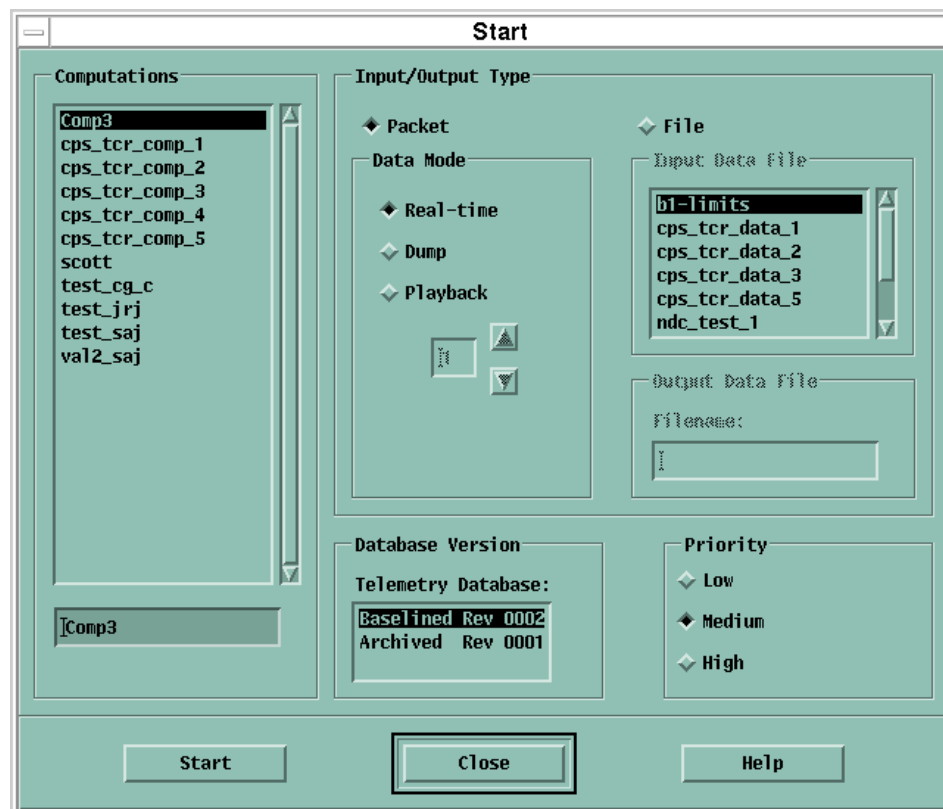 Start
Computations
Comp3
cps_tcr_comp_1
cps_tcr_comp_2
cps_tcr_comp_3
cps_tcr_comp_4
cps_tcr_comp_5
scott
test_cg_c
test_jrj
test_saj
val2_saj
Comp3
Input/Output Type
Packet
Data Mode
Real-time
Dump
Playback
1
File
Input Data File
b1-limits
cps_tcr_data_1
cps_tcr_data_2
cps_tcr_data_3
cps_tcr_data_5
ndc_test_1
Output Data File
Filename:
Database Version
Telemetry Database:
Baselined Rev 0002
Archived Rev 0001
Priority
Low
Medium
High
Start
Close
Help